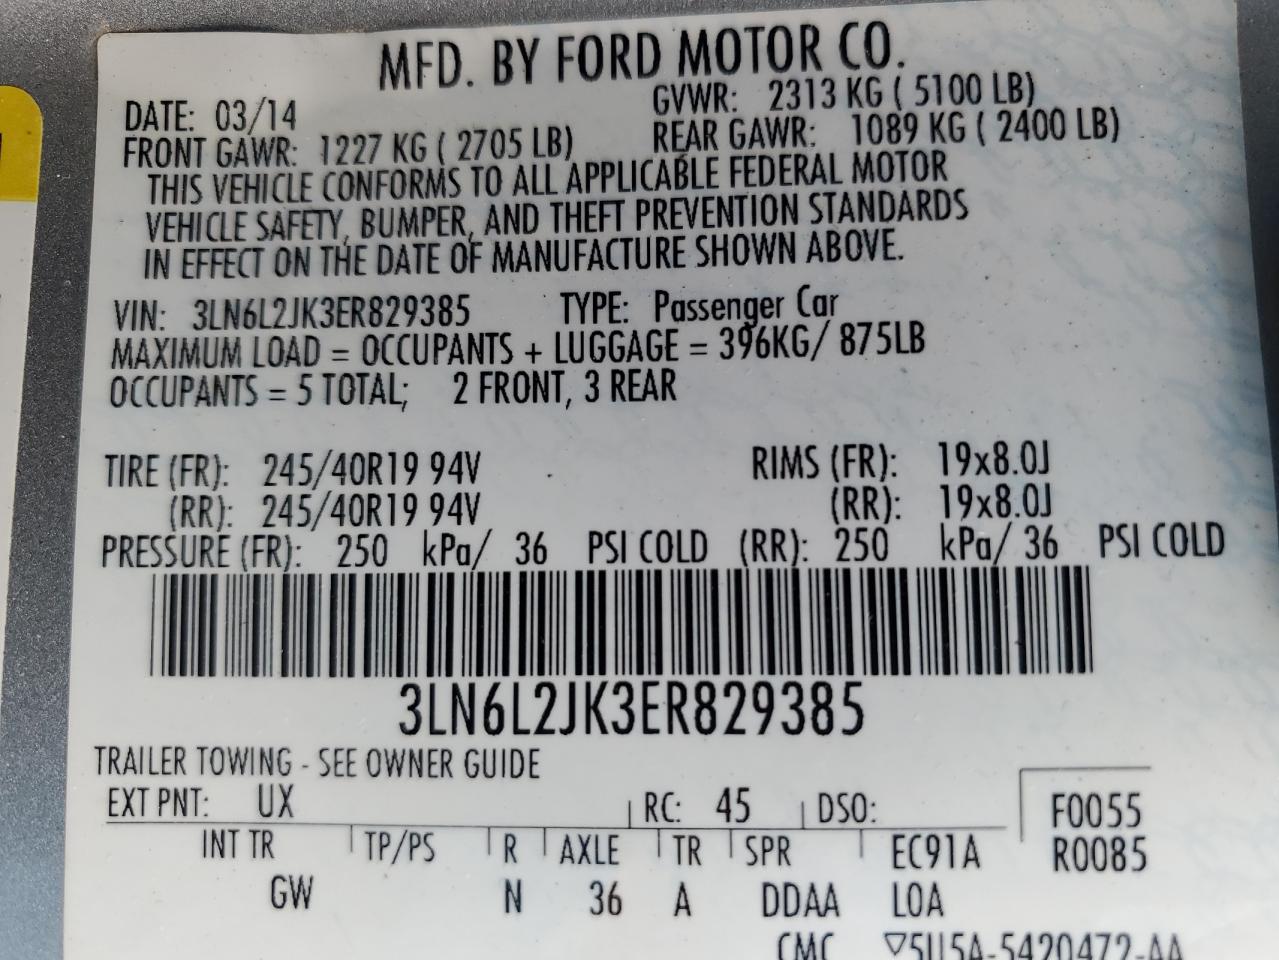 MFD. BY FORD MOTOR CO.
DATE: 03/14 GVWR: 2313 KG ( 5100 LB)
FRONT GAWR: 1227 KG ( 2705 LB) REAR GAWR: 1089 KG ( 2400 LB)
THIS VEHICLE CONFORMS TO ALL APPLICABLE FEDERAL MOTOR
VEHICLE SAFETY, BUMPER, AND THEFT PREVENTION STANDARDS
IN EFFECT ON THE DATE OF MANUFACTURE SHOWN ABOVE.
VIN: 3LN6L2JK3ER829385 TYPE: Passenger Car
MAXIMUM LOAD = OCCUPANTS + LUGGAGE = 396KG/ 875LB
OCCUPANTS = 5 TOTAL; 2 FRONT, 3 REAR
TIRE (FR): 245/40R19 94V RIMS (FR): 19x8.0J
(RR): 245/40R19 94V (RR): 19x8.0J
PRESSURE (FR): 250 kPa/ 36 PSI COLD (RR): 250 kPa/ 36 PSI COLD
3LN6L2JK3ER829385
TRAILER TOWING - SEE OWNER GUIDE
EXT PNT: UX RC: 45 DSO: F0055
INT TR TP/PS R AXLE TR SPR EC91A R0085
GW N 36 A DDAA LOA
CMC ▽5U5A-5420472-AA